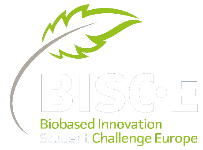 BISC·E
Biobased Innovation
Student Challenge Europe